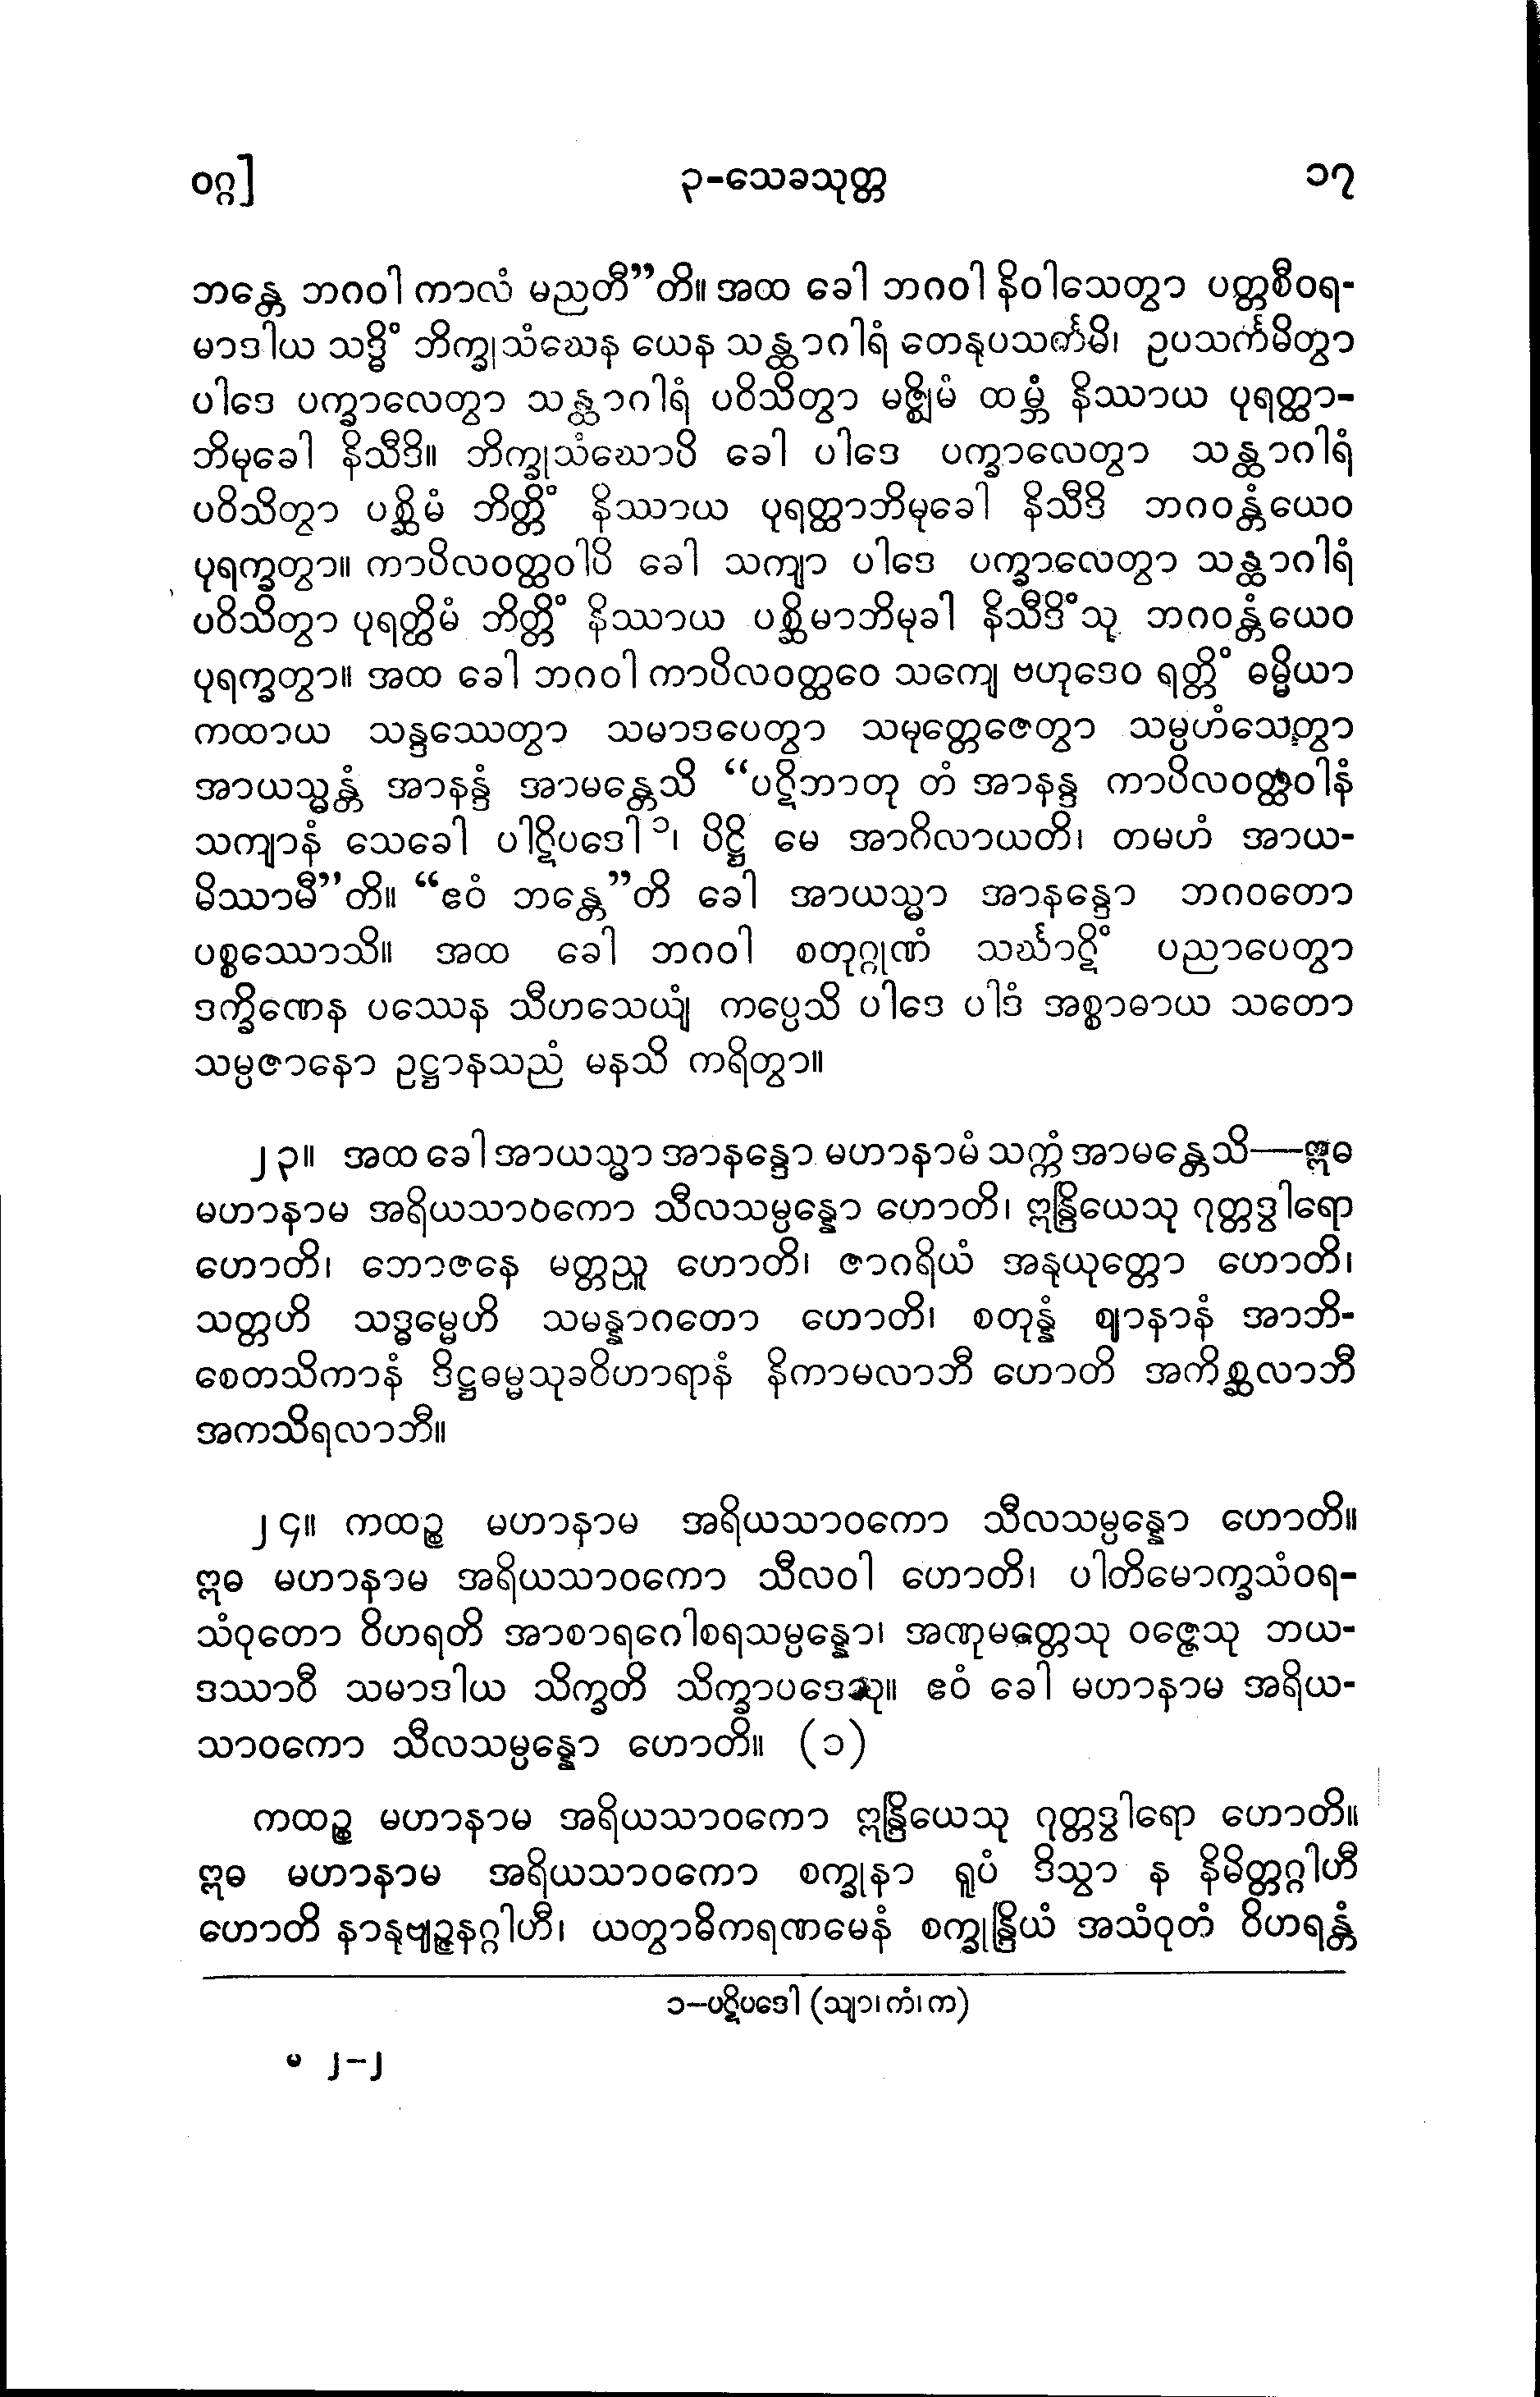 ဝဂ္ဂ]
၃-သေခသုတ္တ
၁၇
ဘန္တေ ဘဂဝါ ကာလံ မညတီ”တိ။ အထ ခေါ ဘဂဝါ နိဝါသေတွာ ပတ္တစီဝရ-
မာဒါယ သဒ္ဓိံ ဘိက္ခုသံဃေန ယေန သန္ထာဂါရံ တေနုပသင်္ကမိ၊ ဥပသင်္ကမိတွာ
ပါဒေ ပက္ခာလေတွာ သန္ထာဂါရံ ပဝိသိတွာ မဇ္ဈိမံ ထမ္ဘံ နိဿာယ ပုရတ္ထာ-
ဘိမုခေါ နိသီဒိ။ ဘိက္ခုသံဃောပိ ခေါ ပါဒေ ပက္ခာလေတွာ သန္ထာဂါရံ
ပဝိသိတွာ ပစ္ဆိမံ ဘိတ္တိံ နိဿာယ ပုရတ္ထာဘိမုခေါ နိသီဒိ ဘဂဝန္တံယေဝ
ပုရက္ခတွာ။ ကာပိလဝတ္ထဝါပိ ခေါ သကျာ ပါဒေ ပက္ခာလေတွာ သန္ထာဂါရံ
ပဝိသိတွာ ပုရတ္ထိမံ ဘိတ္တိံ နိဿာယ ပစ္ဆိမာဘိမုခါ နိသီဒိံသု ဘဂဝန္တံယေဝ
ပုရက္ခတွာ။ အထ ခေါ ဘဂဝါ ကာပိလဝတ္ထဝေ သကျေ ဗဟုဒေဝ ရတ္တိံ ဓမ္မိယာ
ကထာယ သန္ဒဿေတွာ သမာဒပေတွာ သမုတ္တေဇေတွာ သမ္ပဟံသေတွာ
အာယသ္မန္တံ အာနန္ဒံ အာမန္တေသိ “ပဋိဘာတု တံ အာနန္ဒ ကာပိလဝတ္ထဝါနံ
သကျာနံ သေခေါ ပါဋိပဒေါ ၁၊ ပိဋ္ဌိ မေ အာဂိလာယတိ၊ တမဟံ အာယ-
မိဿာမီ”တိ။ “ဧဝံ ဘန္တေ”တိ ခေါ အာယသ္မာ အာနန္ဒော ဘဂဝတော
ပစ္စဿောသိ။ အထ ခေါ ဘဂဝါ စတုဂ္ဂုဏံ သင်္ဃာဋိံ ပညာပေတွာ
ဒက္ခိဏေန ပဿေန သီဟသေယျံ ကပ္ပေသိ ပါဒေ ပါဒံ အစ္စာဓာယ သတော
သမ္ပဇာနော ဥဋ္ဌာနသညံ မနသိ ကရိတွာ။
၂၃။ အထ ခေါ အာယသ္မာ အာနန္ဒော မဟာနာမံ သက္ကံ အာမန္တေသိ—ဣဓ
မဟာနာမ အရိယသာဝကော သီလသမ္ပန္နော ဟောတိ၊ ဣန္ဒြိယေသု ဂုတ္တဒွါရော
ဟောတိ၊ ဘောဇနေ မတ္တညူ ဟောတိ၊ ဇာဂရိယံ အနုယုတ္တော ဟောတိ၊
သတ္တဟိ သဒ္ဓမ္မေဟိ သမန္နာဂတော ဟောတိ၊ စတုန္နံ ဈာနာနံ အာဘိ-
စေတသိကာနံ ဒိဋ္ဌဓမ္မသုခဝိဟာရာနံ နိကာမလာဘီ ဟောတိ အကိစ္ဆလာဘီ
အကသိရလာဘီ။
၂၄။ ကထဉ္စ မဟာနာမ အရိယသာဝကော သီလသမ္ပန္နော ဟောတိ။
ဣဓ မဟာနာမ အရိယသာဝကော သီလဝါ ဟောတိ၊ ပါတိမောက္ခသံဝရ-
သံဝုတော ဝိဟရတိ အာစာရဂေါစရသမ္ပန္နော၊ အဏုမတ္တေသု ဝဇ္ဇေသု ဘယ-
ဒဿာဝီ သမာဒါယ သိက္ခတိ သိက္ခာပဒေသု။ ဧဝံ ခေါ မဟာနာမ အရိယ-
သာဝကော သီလသမ္ပန္နော ဟောတိ။ (၁)
ကထဉ္စ မဟာနာမ အရိယသာဝကော ဣန္ဒြိယေသု ဂုတ္တဒွါရော ဟောတိ။
ဣဓ မဟာနာမ အရိယသာဝကော စက္ခုနာ ရူပံ ဒိသွာ န နိမိတ္တဂ္ဂါဟီ
ဟောတိ နာနုဗျဉ္ဇနဂ္ဂါဟီ၊ ယတွာဓိကရဏမေနံ စက္ခုန္ဒြိယံ အသံဝုတံ ဝိဟရန္တံ
၁—ပဋိပဒေါ (သျာ၊ ကံ၊ က)
မ ၂-၂